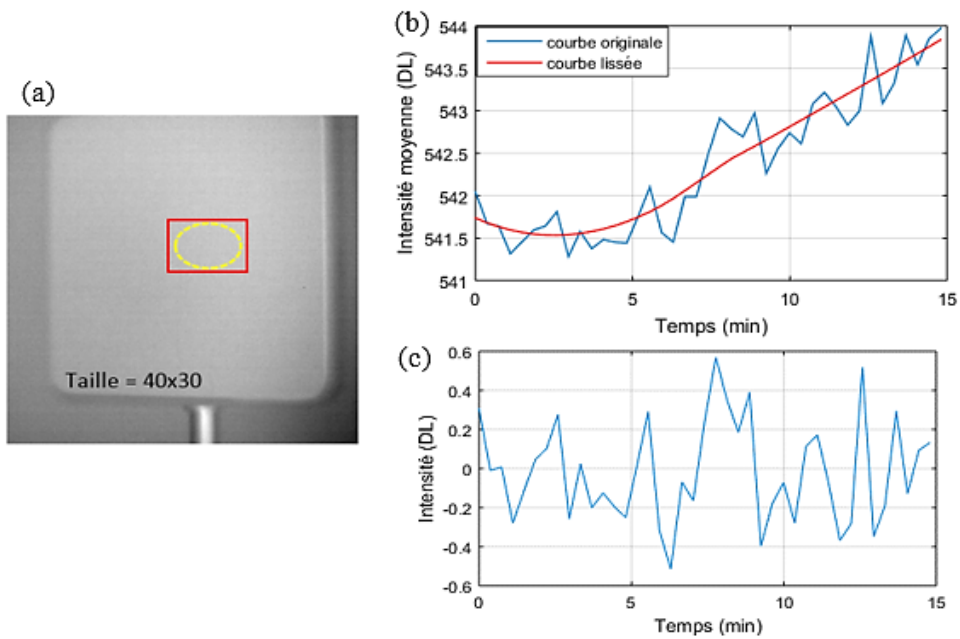 (a)
Taille = 40x30
(b)
courbe originale
courbe lissée
Intensité moyenne (DL)
544
543.5
543
542.5
542
541.5
541
0
5
10
15
Temps (min)
(c)
Intensité (DL)
0.6
0.4
0.2
0
-0.2
-0.4
-0.6
0
5
10
15
Temps (min)